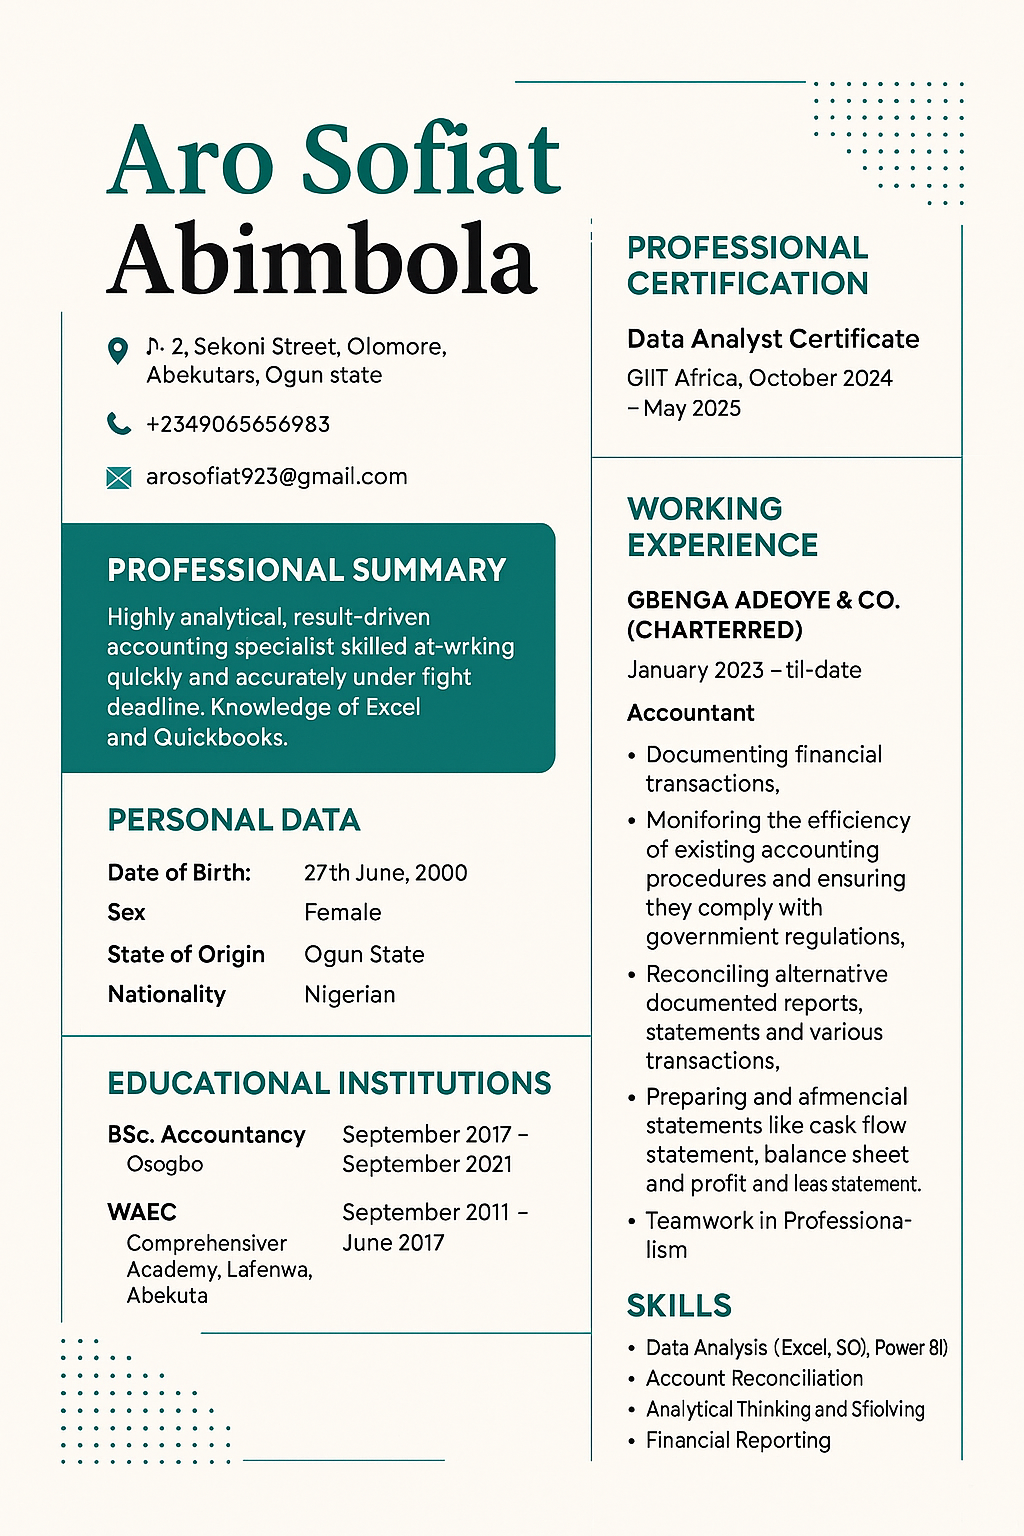 Aro Sofiat
Abimbola
2, Sekoni Street, Olomore,
Abekutars, Ogun state
+2349065656983
arosofiat923@gmail.com
PROFESSIONAL SUMMARY
Highly analytical, result-driven
accounting specialist skilled at-wrking
qulckly and accurately under fight
deadline. Knowledge of Excel
and Quickbooks.
PERSONAL DATA
Date of Birth: 27th June, 2000
Sex Female
State of Origin Ogun State
Nationality Nigerian
EDUCATIONAL INSTITUTIONS
BSc. Accountancy September 2017 –
Osogbo September 2021
WAEC September 2011 –
Comprehensiver June 2017
Academy, Lafenwa,
Abekuta
PROFESSIONAL
CERTIFICATION
Data Analyst Certificate
GIIT Africa, October 2024
– May 2025
WORKING
EXPERIENCE
GBENGA ADEOYE & CO.
(CHARTERRED)
January 2023 – til-date
Accountant
• Documenting financial
transactions,
• Moniforing the efficiency
of existing accounting
procedures and ensuring
they comply with
governmient regulations,
• Reconciling alternative
documented reports,
statements and various
transactions,
• Preparing and afmmencial
statements like cask flow
statement, balance sheet
and profit and leas statement.
• Teamwork in Professiona-
lism
SKILLS
• Data Analysis (Excel, SO), Power 8l)
• Account Reconciliation
• Analytical Thinking and Sfiolving
• Financial Reporting